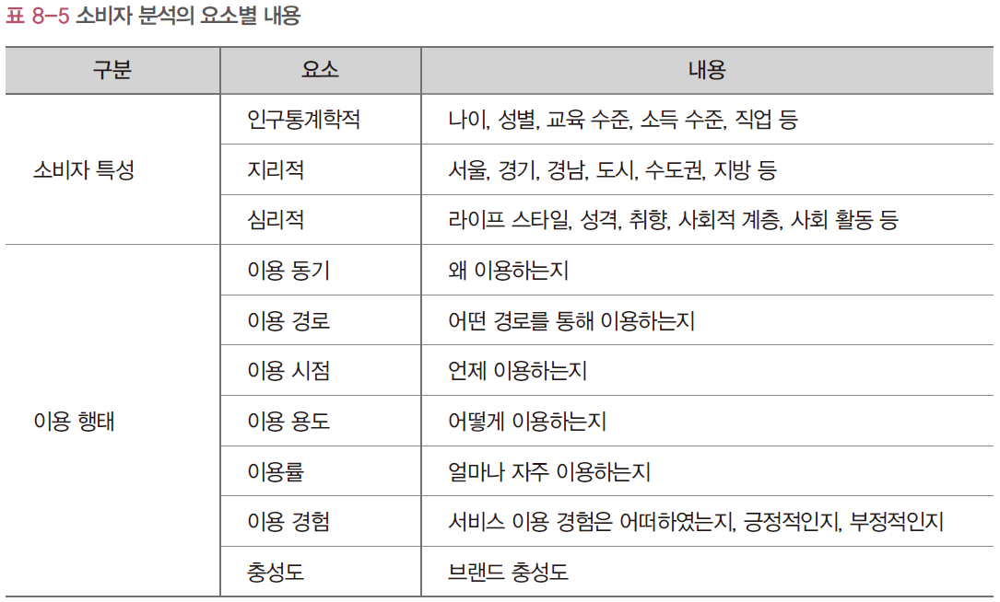 표 8-5 소비자 분석의 요소별 내용
구분 요소 내용
소비자 특성 인구통계학적 나이, 성별, 교육 수준, 소득 수준, 직업 등
지리적 서울, 경기, 경남, 도시, 수도권, 지방 등
심리적 라이프 스타일, 성격, 취향, 사회적 계층, 사회 활동 등
이용 행태 이용 동기 왜 이용하는지
이용 경로 어떤 경로를 통해 이용하는지
이용 시점 언제 이용하는지
이용 용도 어떻게 이용하는지
이용률 얼마나 자주 이용하는지
이용 경험 서비스 이용 경험은 어떠하였는지, 긍정적인지, 부정적인지
충성도 브랜드 충성도